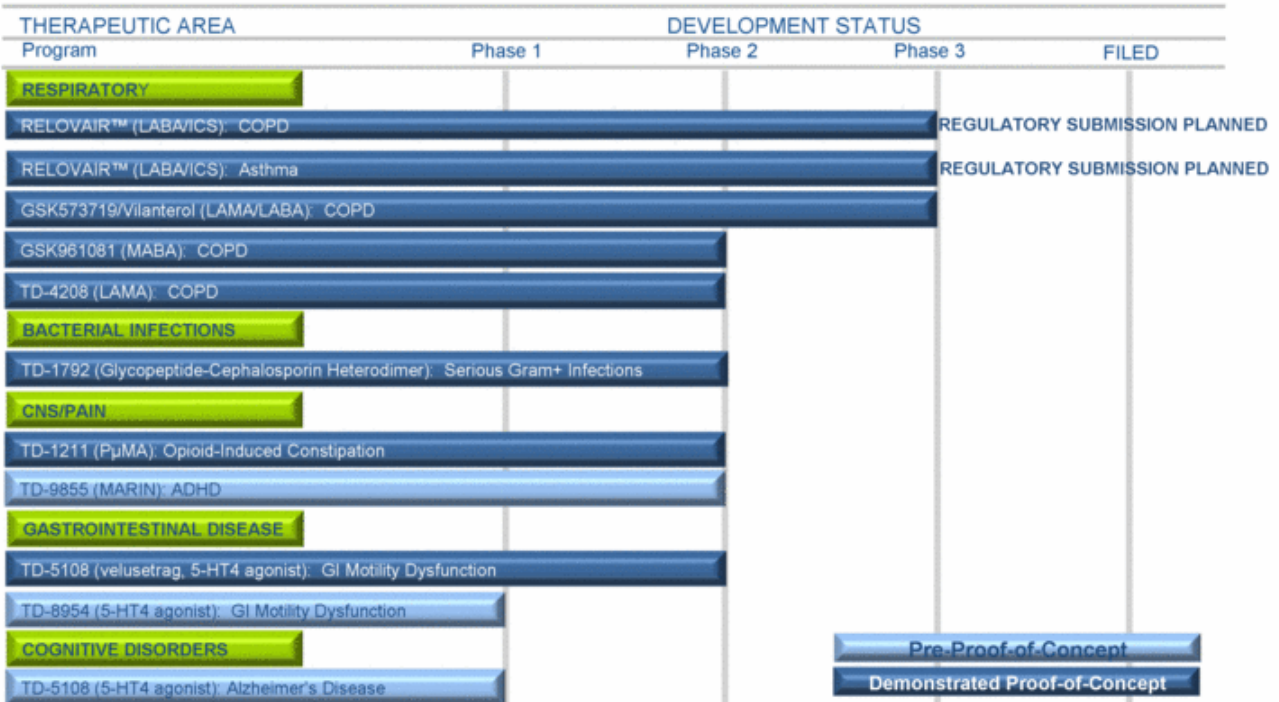 THERAPEUTIC AREA DEVELOPMENT STATUS
Program Phase 1 Phase 2 Phase 3 FILED
RESPIRATORY
RELOVAIR™ (LABA/ICS): COPD REGULATORY SUBMISSION PLANNED
RELOVAIR™ (LABA/ICS): Asthma REGULATORY SUBMISSION PLANNED
GSK573719/Vilanterol (LAMA/LABA): COPD
GSK961081 (MABA): COPD
TD-4208 (LAMA): COPD
BACTERIAL INFECTIONS
TD-1792 (Glycopeptide-Cephalosporin Heterodimer): Serious Gram+ Infections
CNS/PAIN
TD-1211 (PµMA): Opioid-Induced Constipation
TD-9855 (MARIN): ADHD
GASTROINTESTINAL DISEASE
TD-5108 (velusetrag, 5-HT4 agonist): GI Motility Dysfunction
TD-8954 (5-HT4 agonist): GI Motility Dysfunction
COGNITIVE DISORDERS
Pre-Proof-of-Concept
TD-5108 (5-HT4 agonist): Alzheimer's Disease
Demonstrated Proof-of-Concept